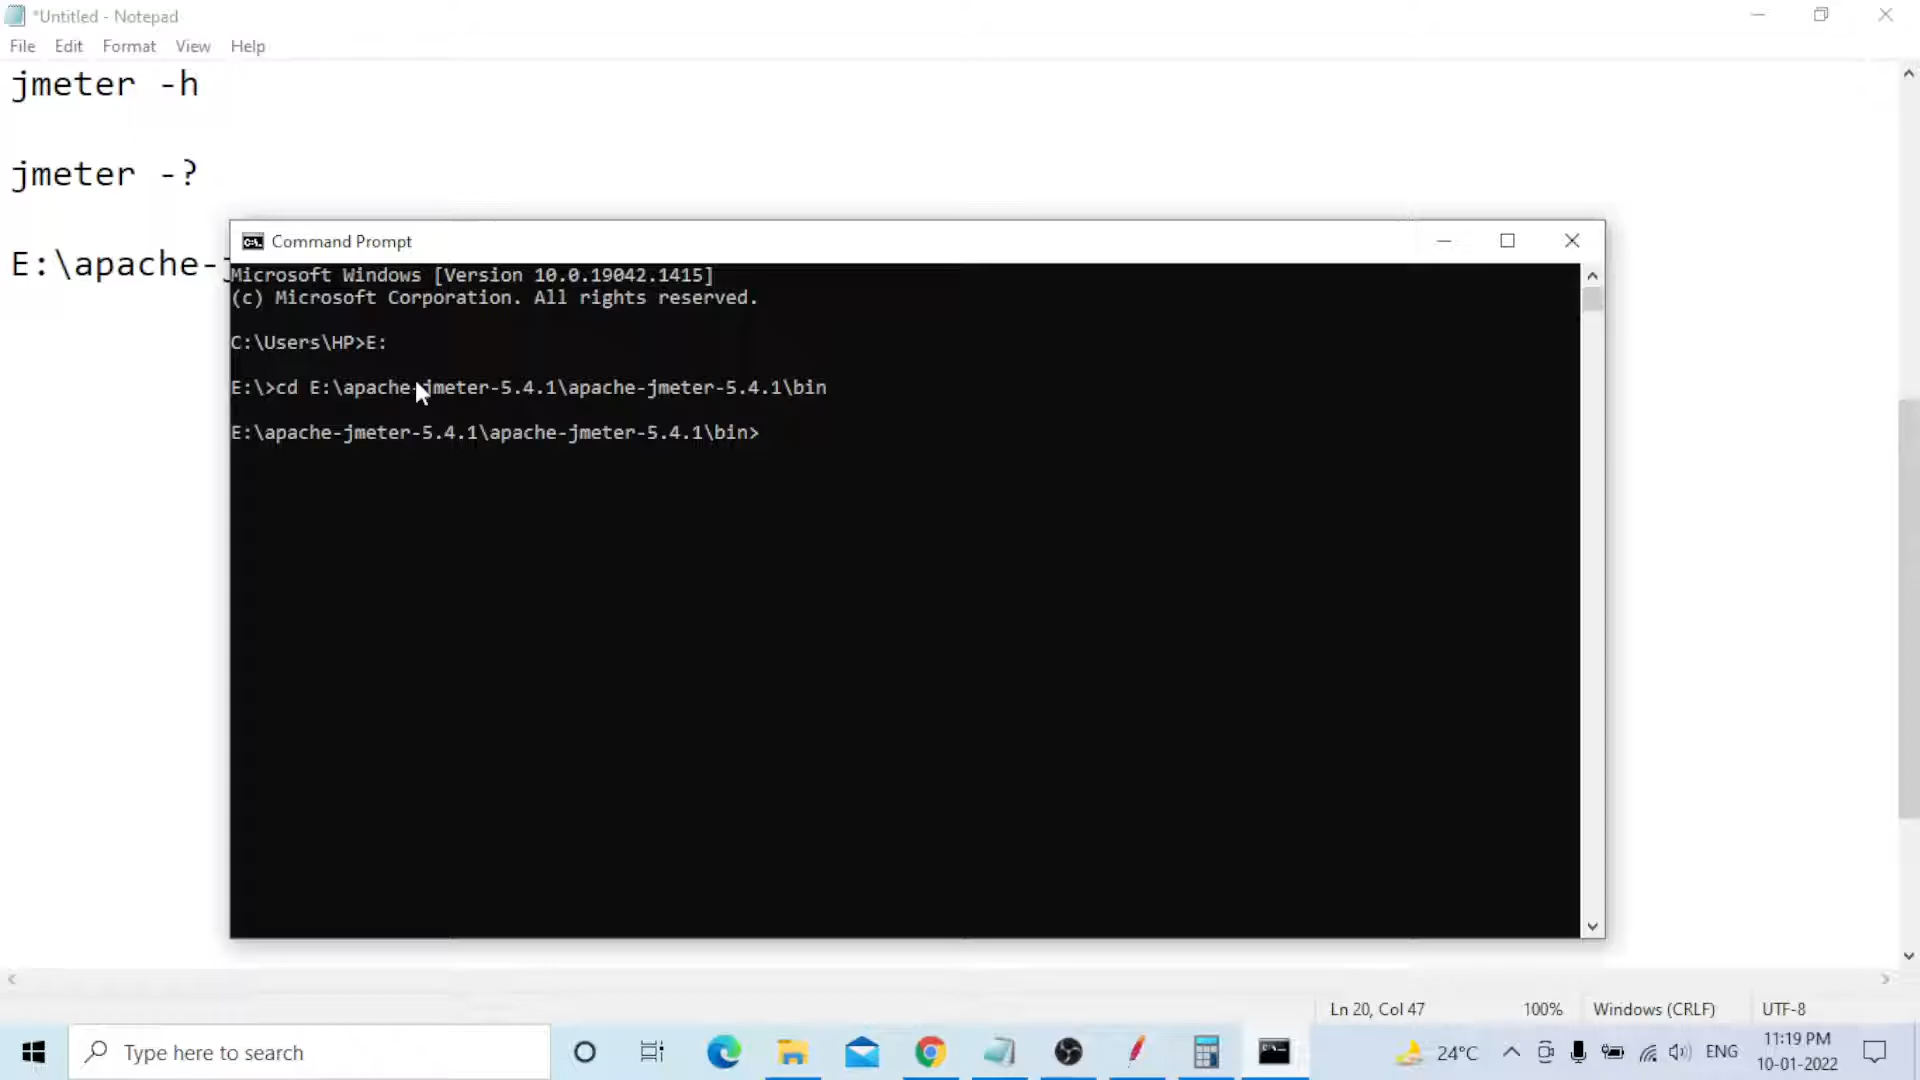 *Untitled - Notepad
File Edit Format View Help
jmeter -h
jmeter -?
E:\apache-j
Command Prompt
Microsoft Windows [Version 10.0.19042.1415]
(c) Microsoft Corporation. All rights reserved.
C:\Users\HP>E:
E:\>cd E:\apache-jmeter-5.4.1\apache-jmeter-5.4.1\bin
E:\apache-jmeter-5.4.1\apache-jmeter-5.4.1\bin>
Ln 20, Col 47 100% Windows (CRLF) UTF-8
Type here to search
24°C ENG
11:19 PM
10-01-2022